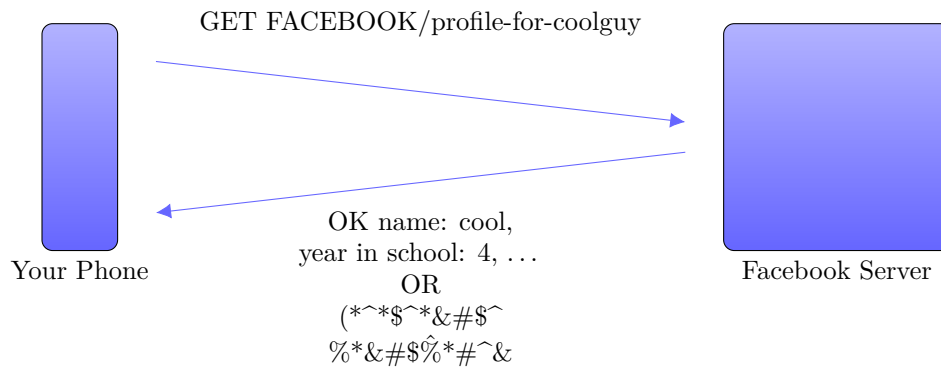 GET FACEBOOK/profile-for-coolguy
OK name: cool,
year in school: 4, …
OR
(*^*$^*&#$^
%*&#$%̂*#^&
Your Phone
Facebook Server